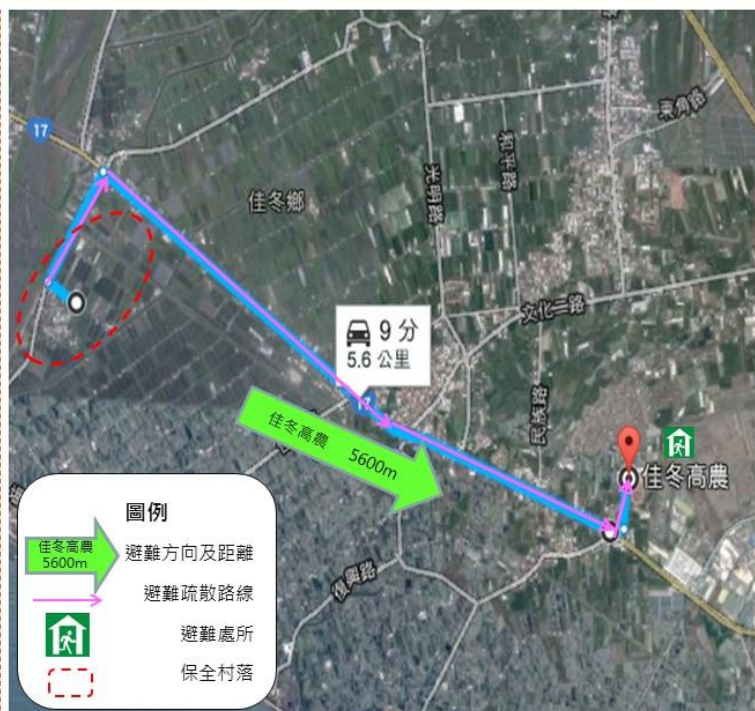 17
東角路
和平路
光明路
佳冬鄉
文化二路
9 分
5.6 公里
17
民族路
佳冬高農 5600m
佳冬高農
復興路
圖例
佳冬高農
5600m
避難方向及距離
避難疏散路線
避難處所
保全村落